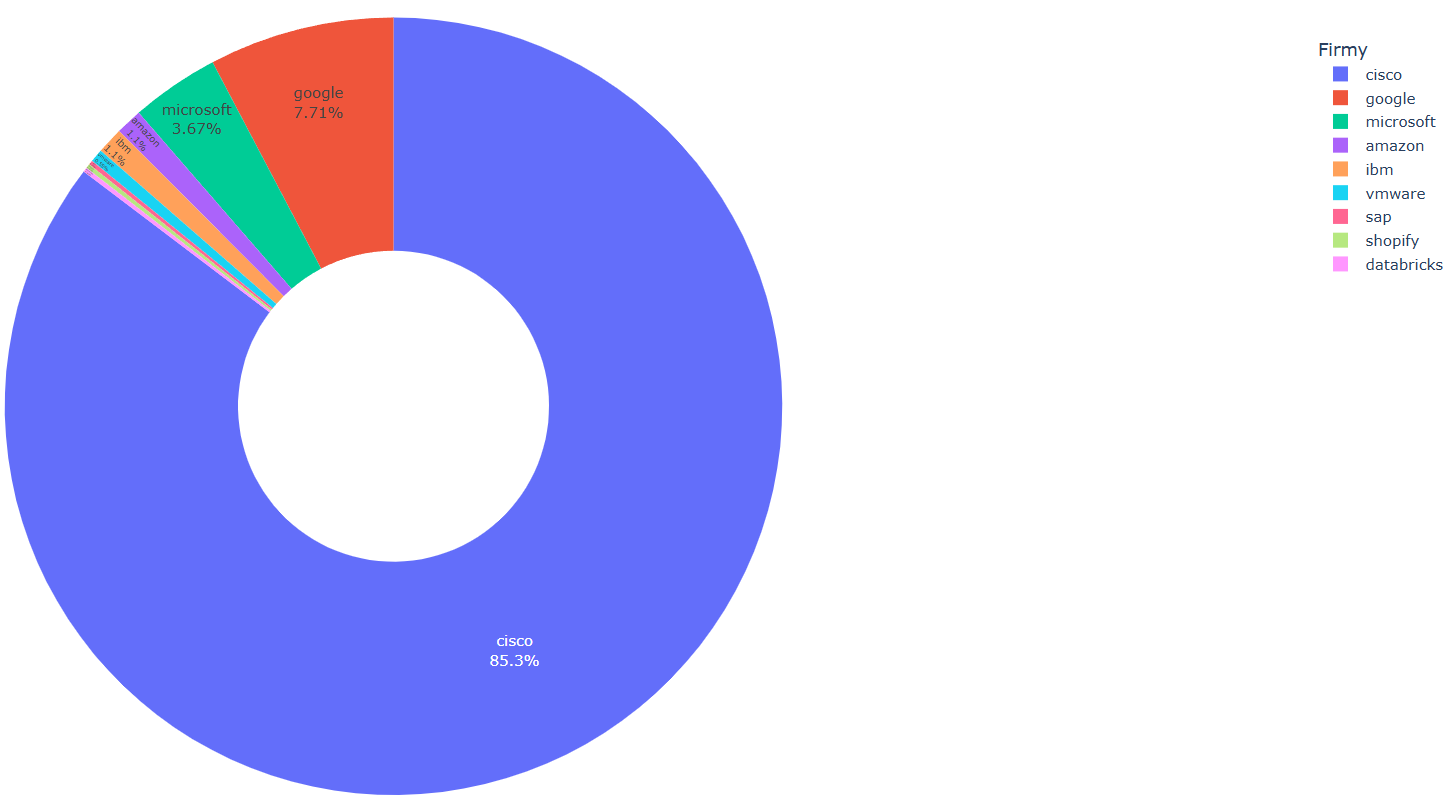 google
7.71%
microsoft
3.67%
amazon
1.1%
ibm
1.1%
cisco
85.3%
Firmy
cisco
google
microsoft
amazon
ibm
vmware
sap
shopify
databricks